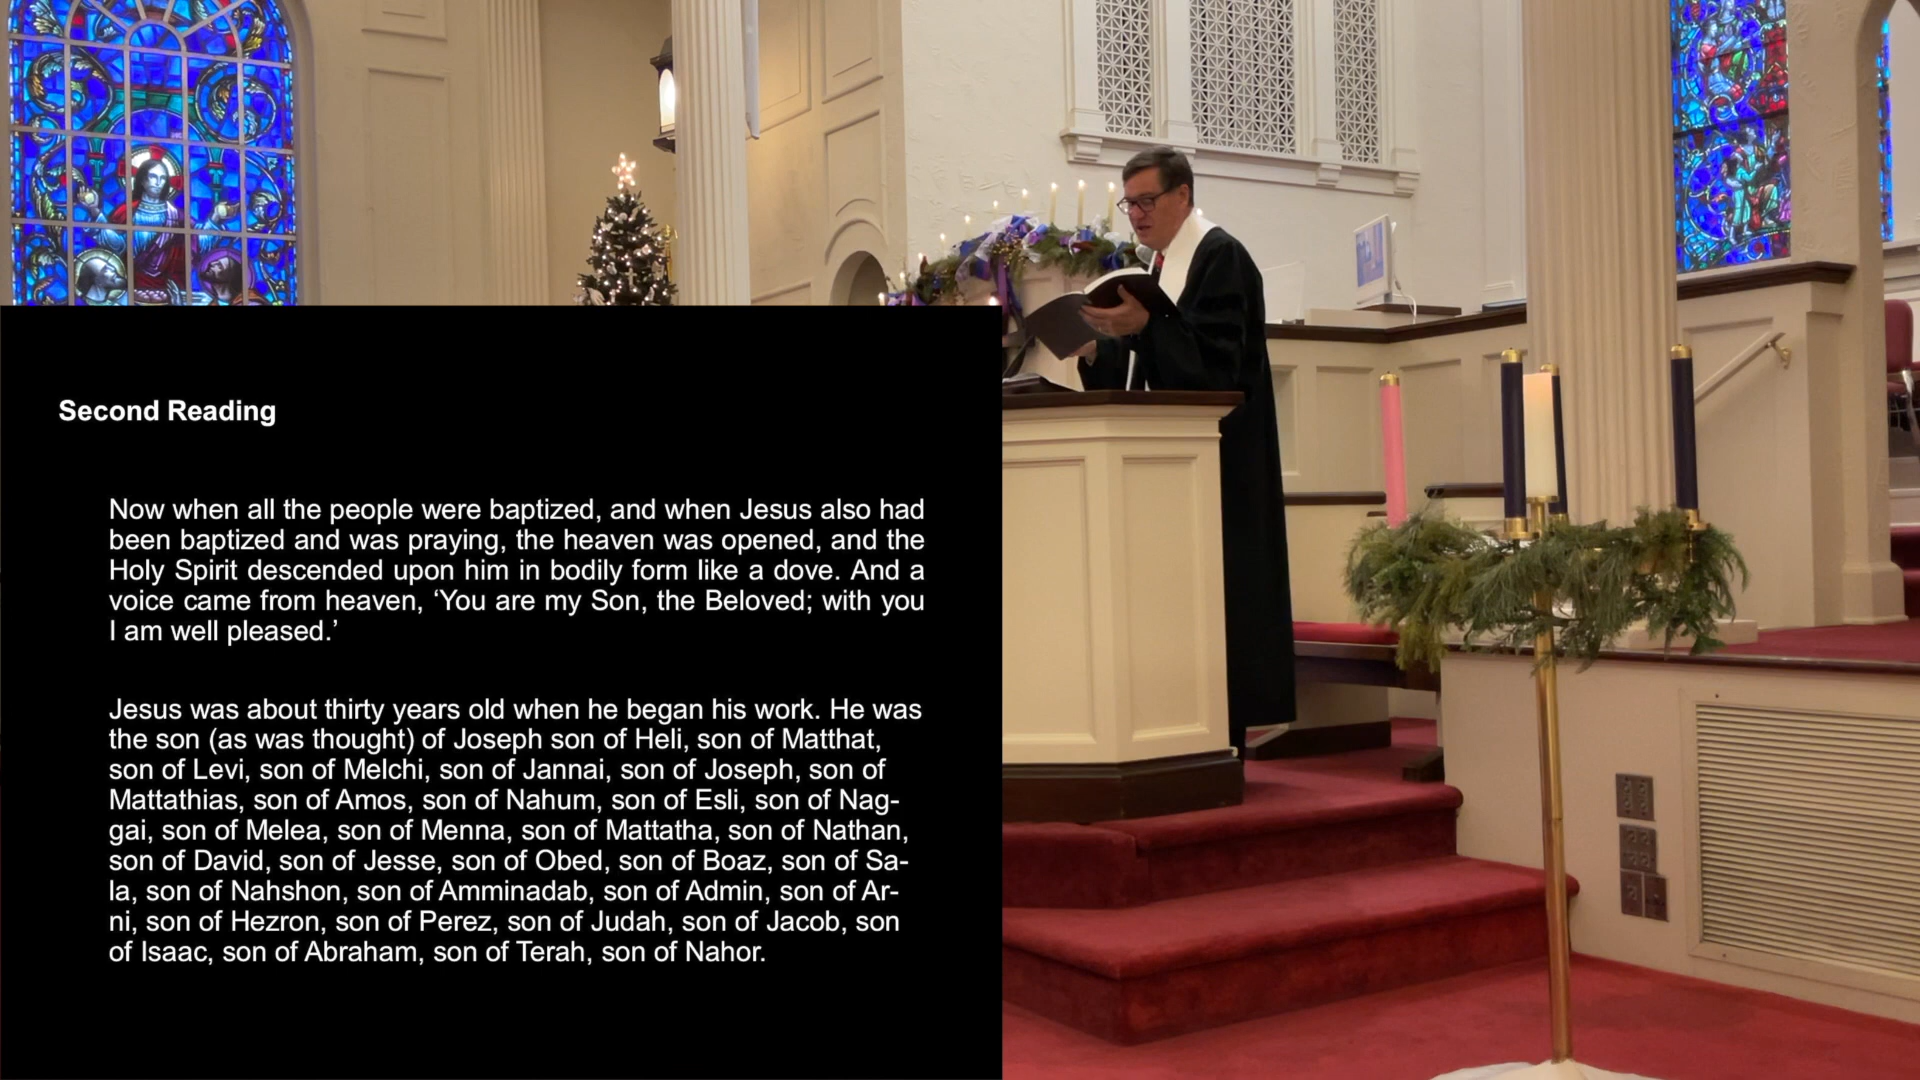 Second Reading
Now when all the people were baptized, and when Jesus also had
been baptized and was praying, the heaven was opened, and the
Holy Spirit descended upon him in bodily form like a dove. And a
voice came from heaven, ‘You are my Son, the Beloved; with you
I am well pleased.’
Jesus was about thirty years old when he began his work. He was
the son (as was thought) of Joseph son of Heli, son of Matthat,
son of Levi, son of Melchi, son of Jannai, son of Joseph, son of
Mattathias, son of Amos, son of Nahum, son of Esli, son of Nag-
gai, son of Melea, son of Menna, son of Mattatha, son of Nathan,
son of David, son of Jesse, son of Obed, son of Boaz, son of Sa-
la, son of Nahshon, son of Amminadab, son of Admin, son of Ar-
ni, son of Hezron, son of Perez, son of Judah, son of Jacob, son
of Isaac, son of Abraham, son of Terah, son of Nahor.